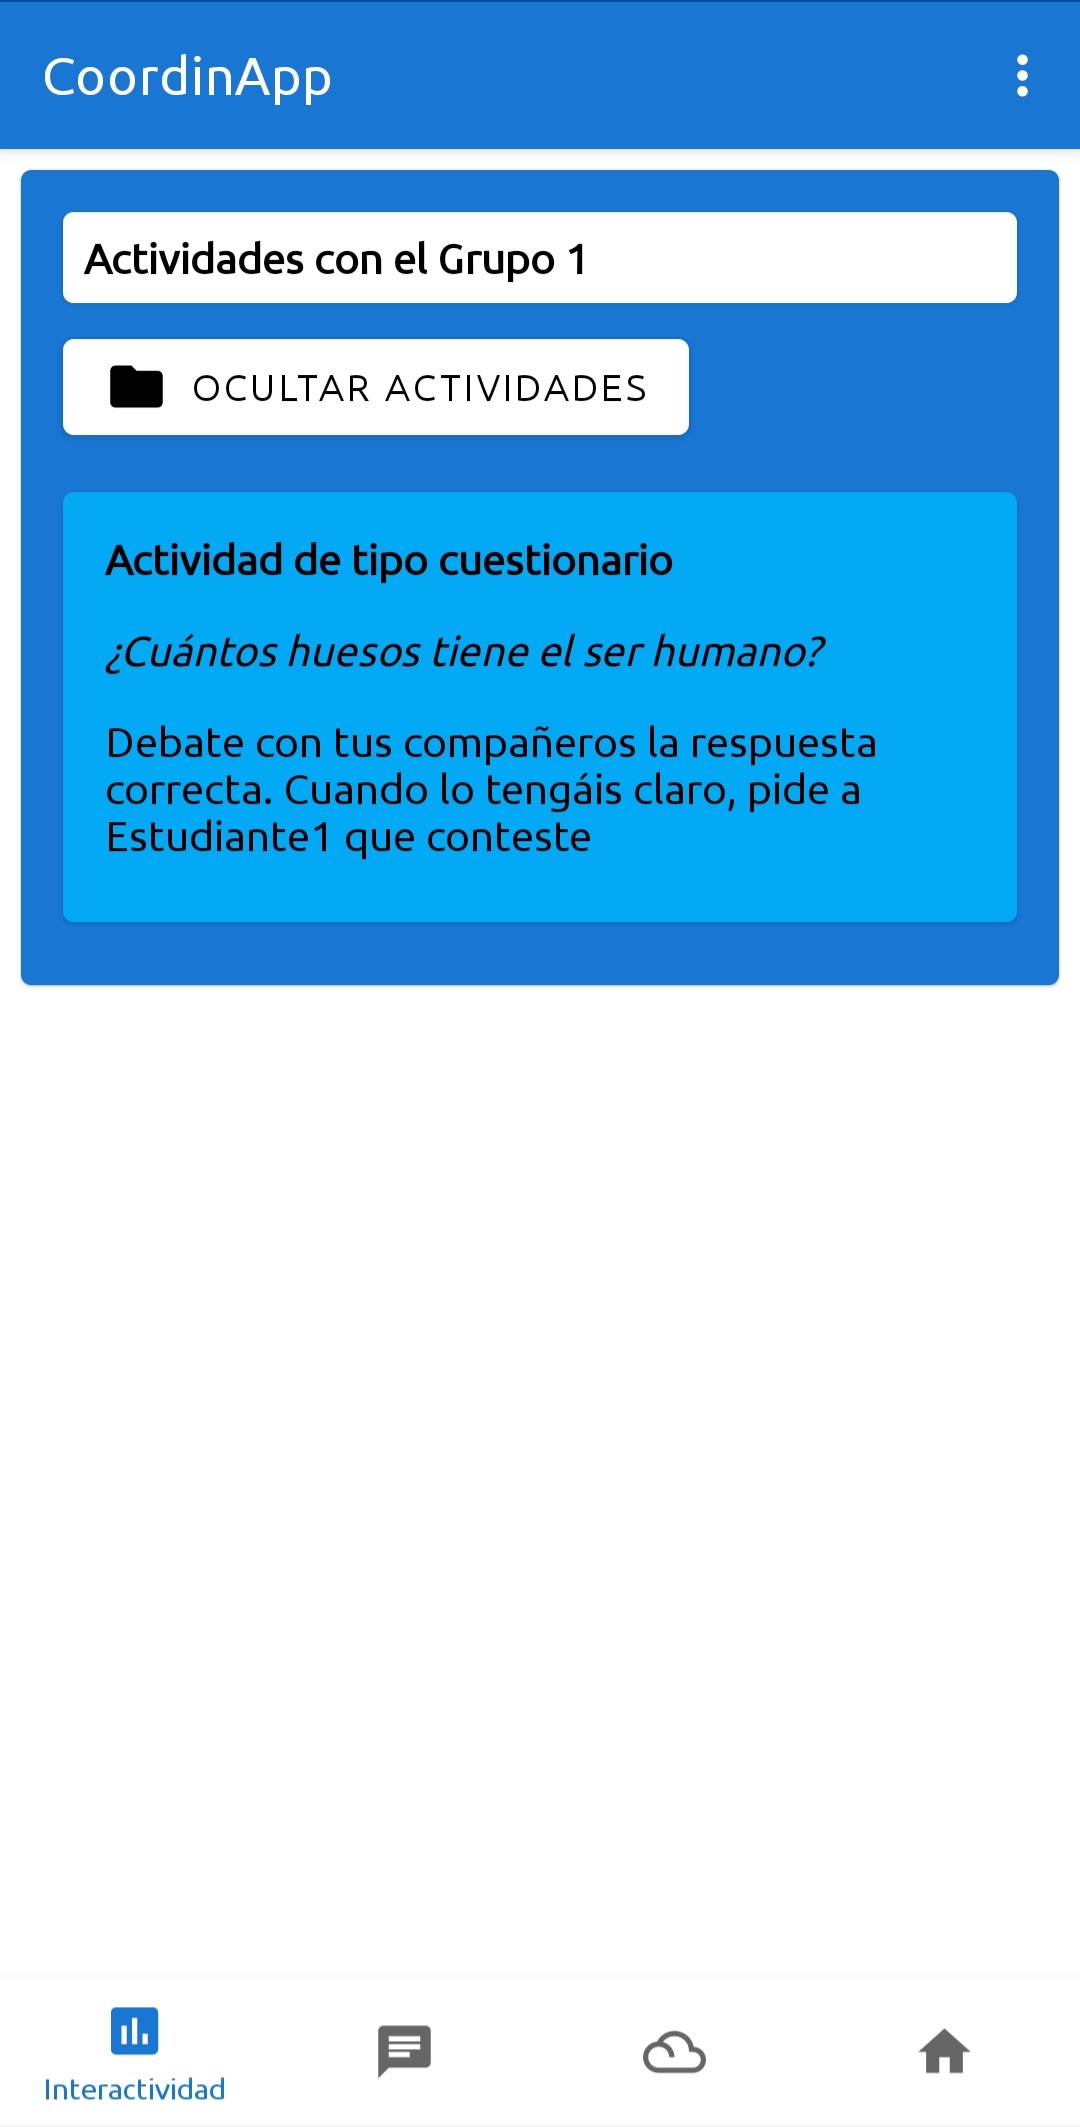 CoordinApp
Actividades con el Grupo 1
OCULTAR ACTIVIDADES
Actividad de tipo cuestionario
¿Cuántos huesos tiene el ser humano?
Debate con tus compañeros la respuesta
correcta. Cuando lo tengáis claro, pide a
Estudiante1 que conteste
Interactividad